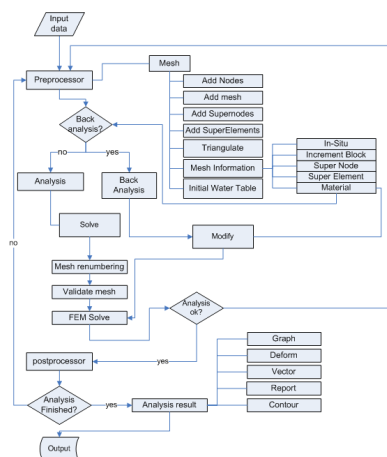 Input
data
Preprocessor
Mesh
Add Nodes
Add mesh
Add Supernodes
Add SuperElements
Triangulate
Mesh Information
Initial Water Table
In-Situ
Increment Block
Super Node
Super Element
Material
Back
analysis?
no
yes
Analysis
Back
Analysis
Solve
Modify
no
Mesh renumbering
Validate mesh
FEM Solve
Analysis
ok?
yes
postprocessor
Analysis
Finished?
yes
Analysis result
Graph
Deform
Vector
Report
Contour
Output